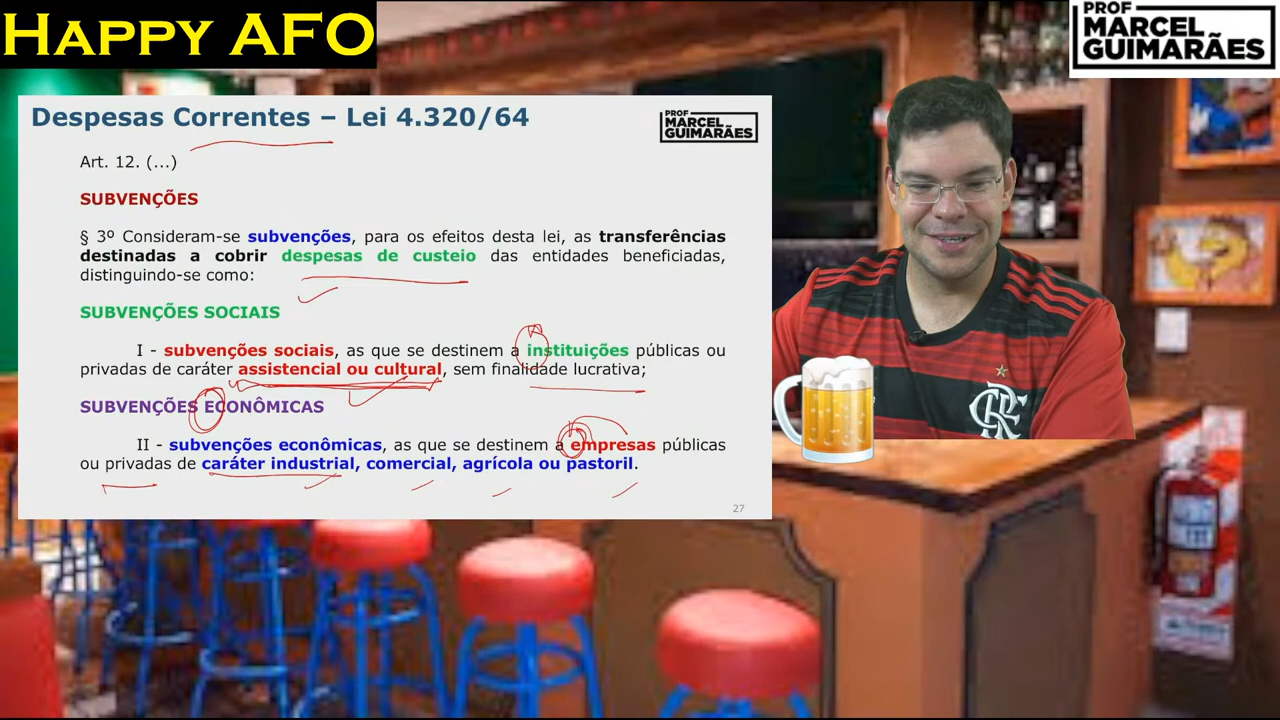 HAPPY AFO
PROF
MARCEL
GUIMARÃES
Despesas Correntes – Lei 4.320/64
PROF
MARCEL
GUIMARÃES
Art. 12. (...)
SUBVENÇÕES
§ 3º Consideram-se subvenções, para os efeitos desta lei, as transferências
destinadas a cobrir despesas de custeio das entidades beneficiadas,
distinguindo-se como:
SUBVENÇÕES SOCIAIS
I - subvenções sociais, as que se destinem a instituições públicas ou
privadas de caráter assistencial ou cultural, sem finalidade lucrativa;
SUBVENÇÕES ECONÔMICAS
II - subvenções econômicas, as que se destinem a empresas públicas
ou privadas de caráter industrial, comercial, agrícola ou pastoril.
27
CRF